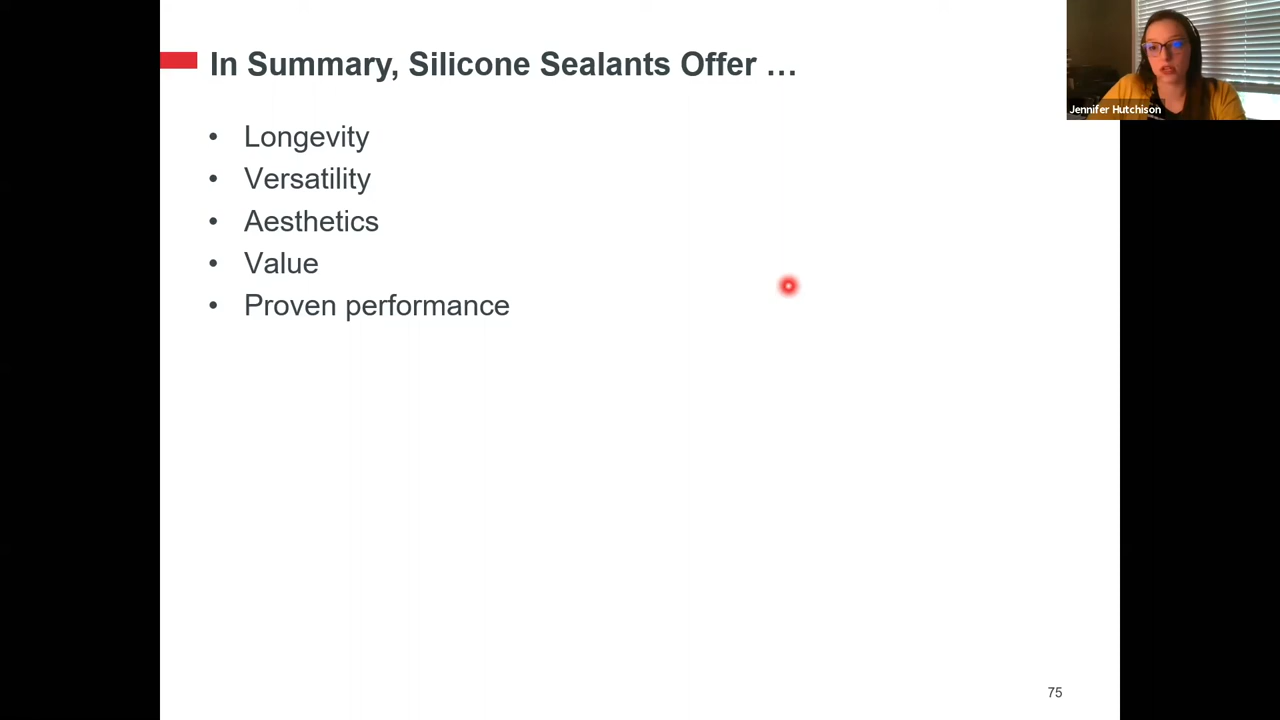 In Summary, Silicone Sealants Offer …
• Longevity
• Versatility
• Aesthetics
• Value
• Proven performance
Jennifer Hutchison
75